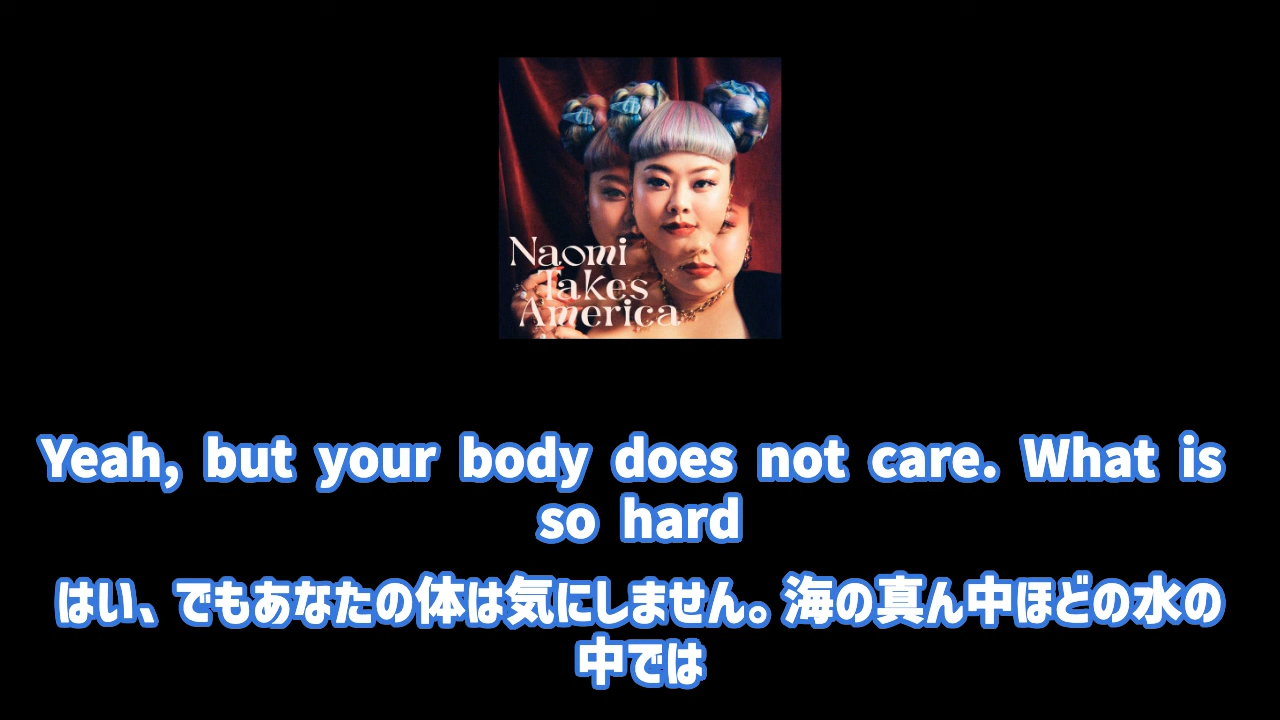 Naomi
Takes
America
Yeah, but your body does not care. What is
so hard
はい、でもあなたの体は気にしません。海の真ん中ほどの水の
中では